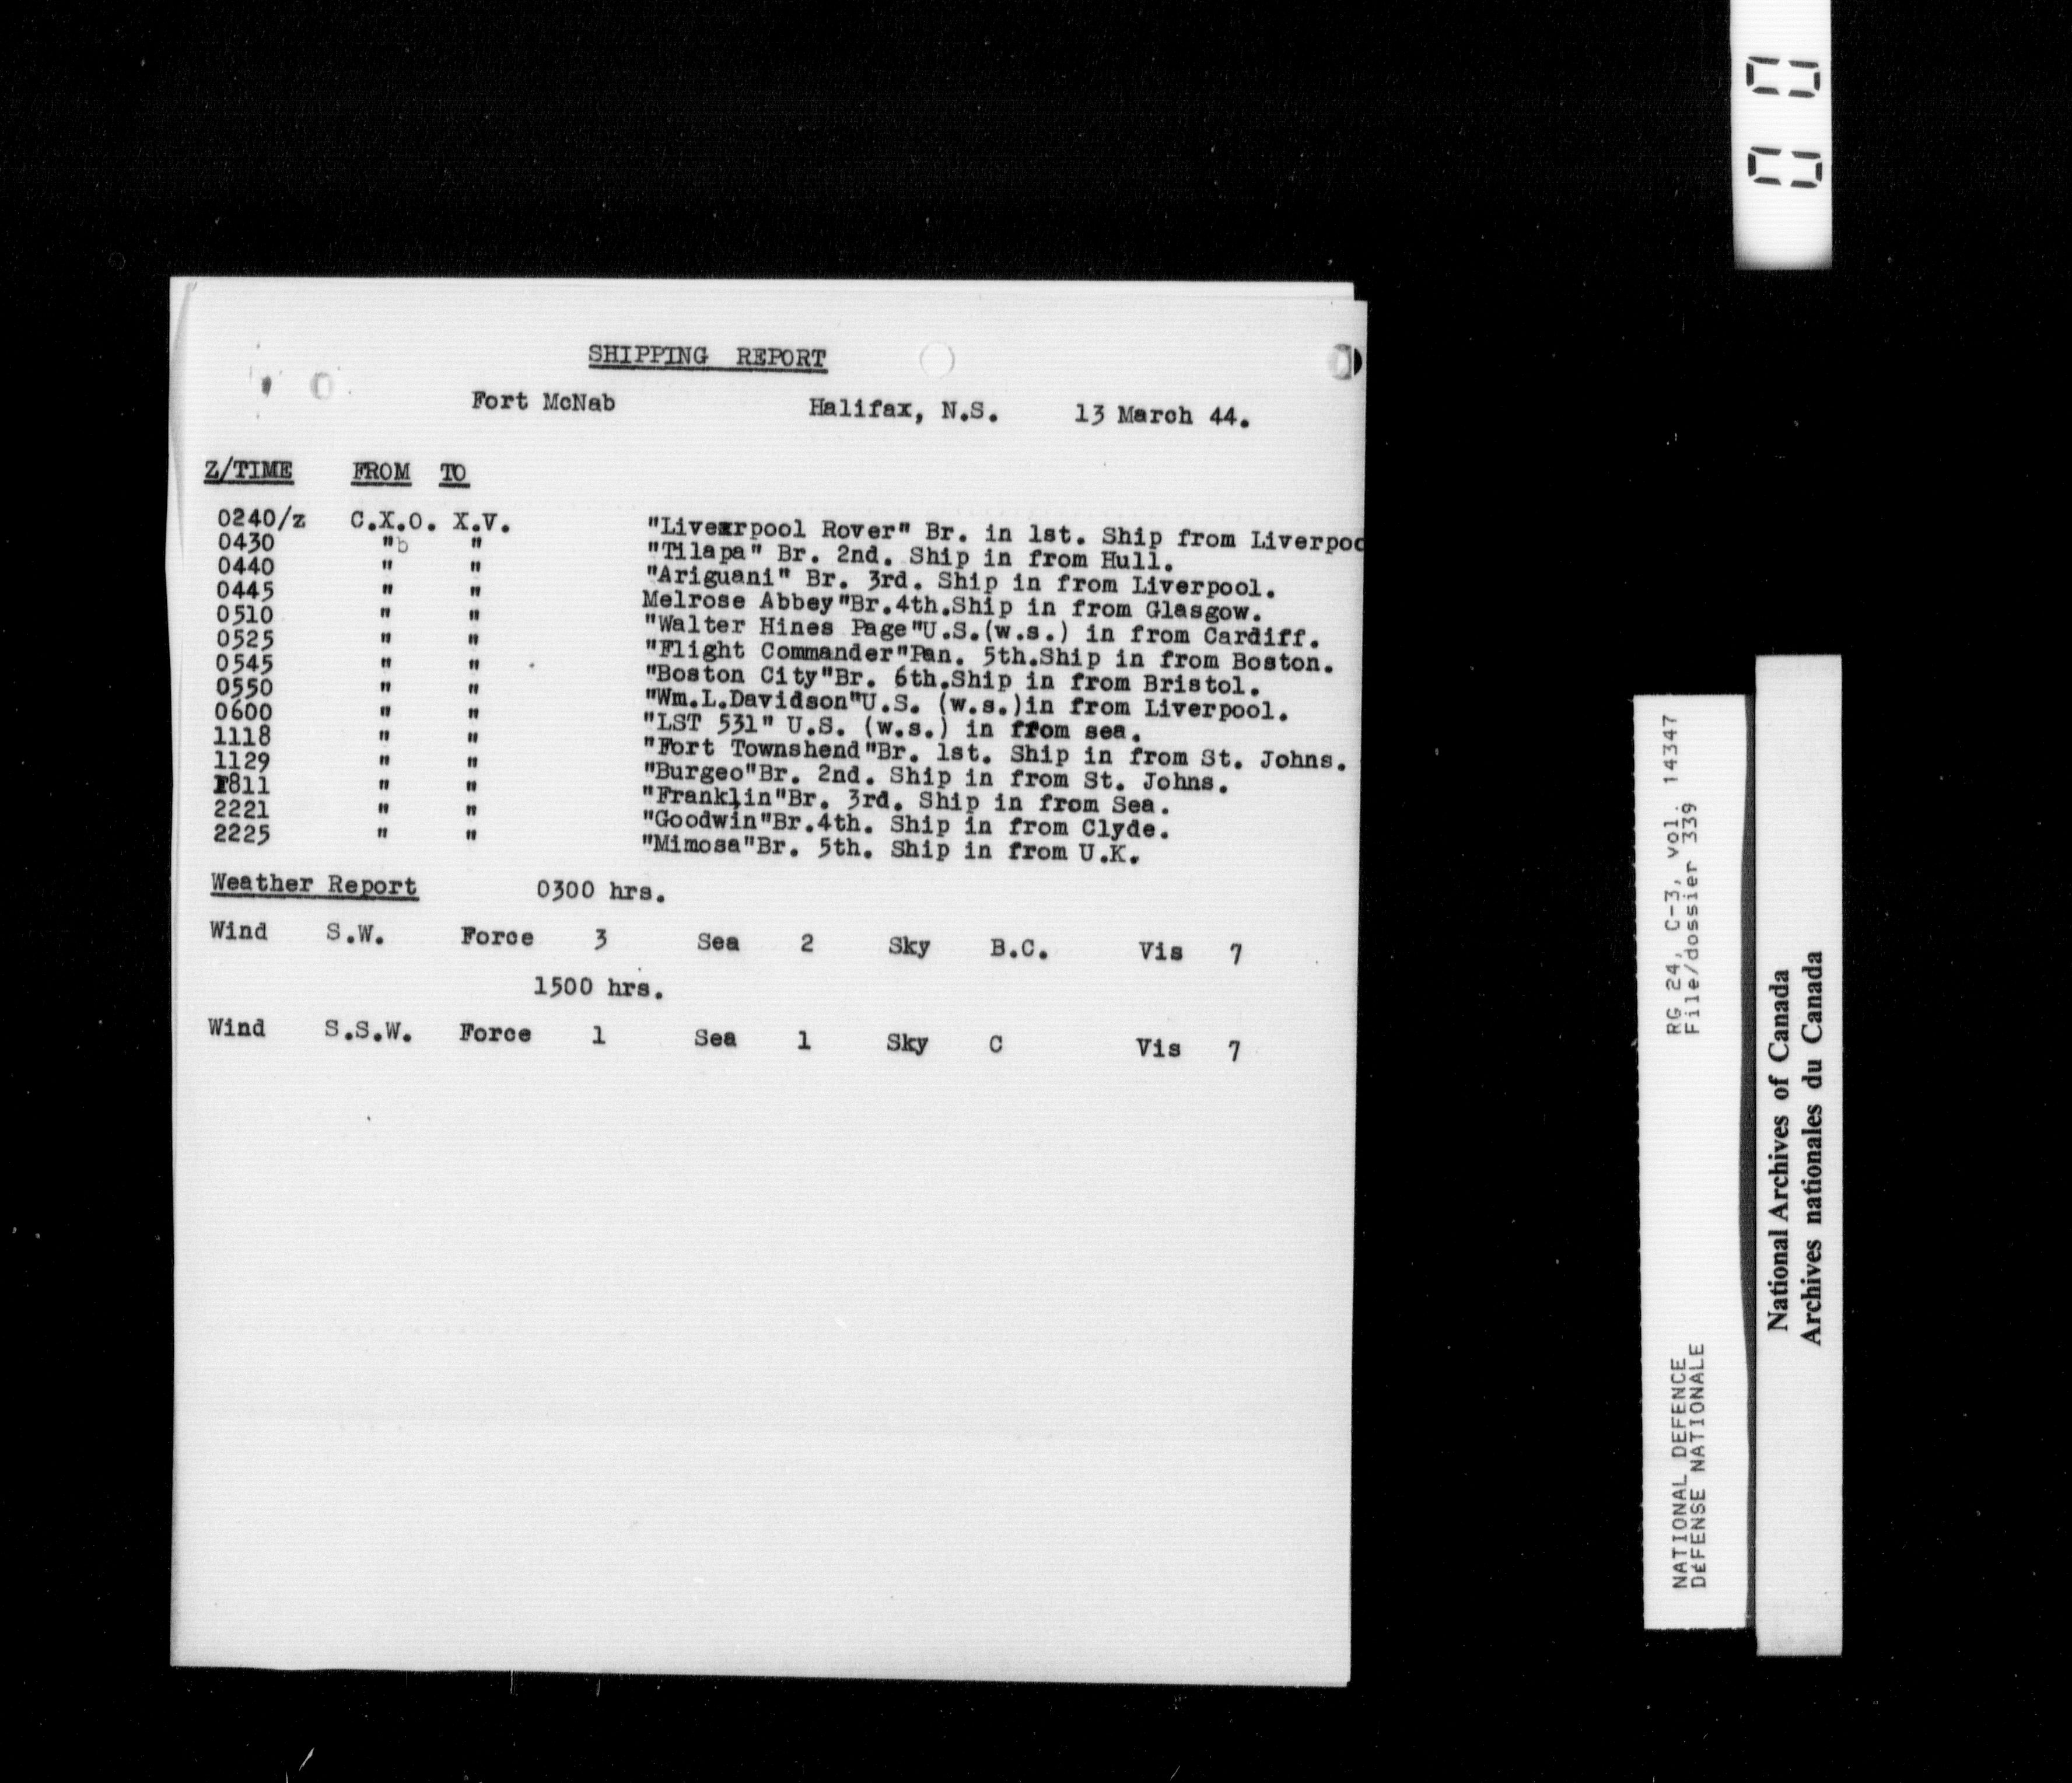 SHIPPING REPORT
Fort McNab Halifax, N.S. 13 March 44.
Z/TIME FROM TO
0240/z C.X.O. X.V. "Livexrpool Rover" Br. in 1st. Ship from Liverpoo
0430 "b " "Tilapa" Br. 2nd. Ship in from Hull.
0440 " " "Ariguani" Br. 3rd. Ship in from Liverpool.
0445 " " Melrose Abbey"Br.4th.Ship in from Glasgow.
0510 " " "Walter Hines Page"U.S.(w.s.) in from Cardiff.
0525 " " "Flight Commander"Pan. 5th.Ship in from Boston.
0545 " " "Boston City"Br. 6th.Ship in from Bristol.
0550 " " "Wm.L.Davidson"U.S. (w.s.)in from Liverpool.
0600 " " "LST 531" U.S. (w.s.) in from sea.
1118 " " "Fort Townshend"Br. 1st. Ship in from St. Johns.
1129 " " "Burgeo"Br. 2nd. Ship in from St. Johns.
1811 " " "Franklin"Br. 3rd. Ship in from Sea.
2221 " " "Goodwin"Br.4th. Ship in from Clyde.
2225 " " "Mimosa"Br. 5th. Ship in from U.K.
Weather Report 0300 hrs.
Wind S.W. Force 3 Sea 2 Sky B.C. Vis 7
1500 hrs.
Wind S.S.W. Force 1 Sea 1 Sky C Vis 7
RG 24, C-3, vol. 14347
File/dossier 339
NATIONAL DEFENCE
DÉFENSE NATIONALE
National Archives of Canada
Archives nationales du Canada